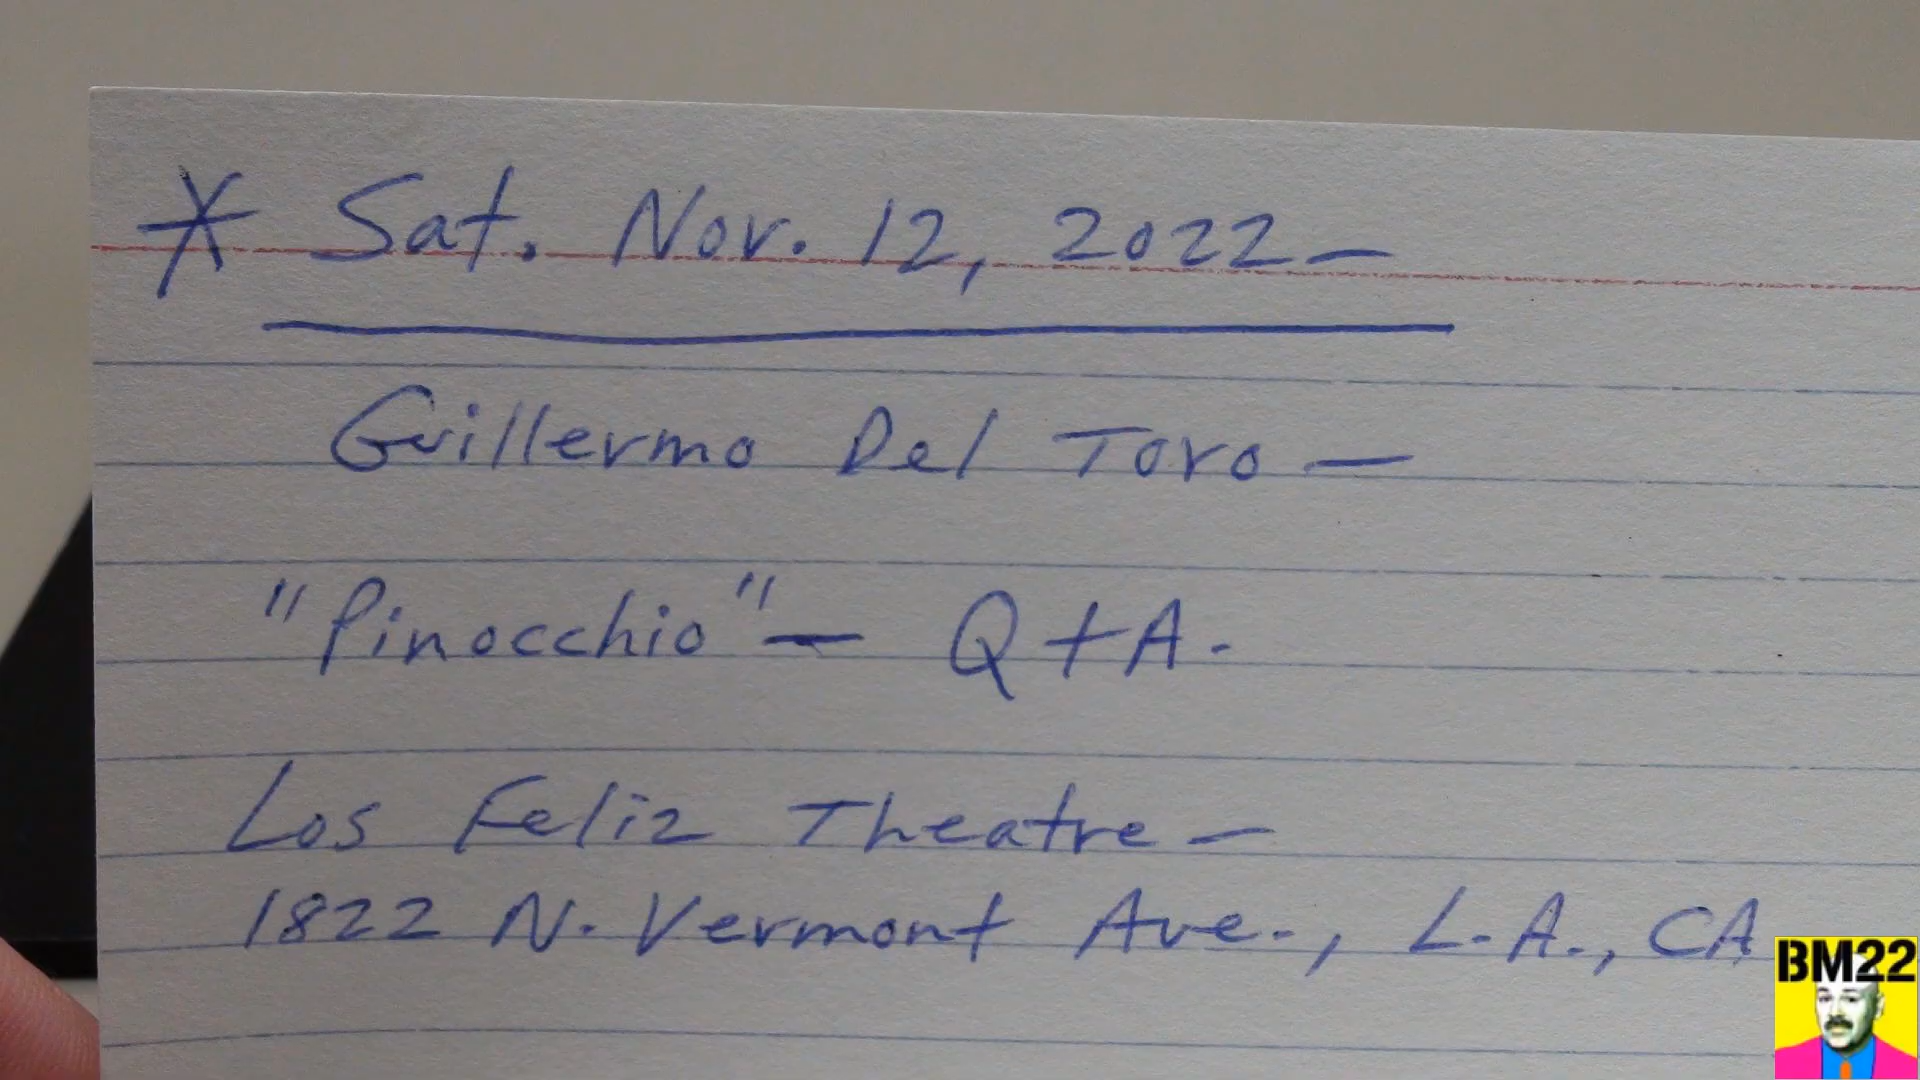 * Sat. Nov. 12, 2022 —
Guillermo Del Toro —
"Pinocchio" — Q + A.
Los Feliz Theatre —
1822 N. Vermont Ave., L.A., CA
BM22